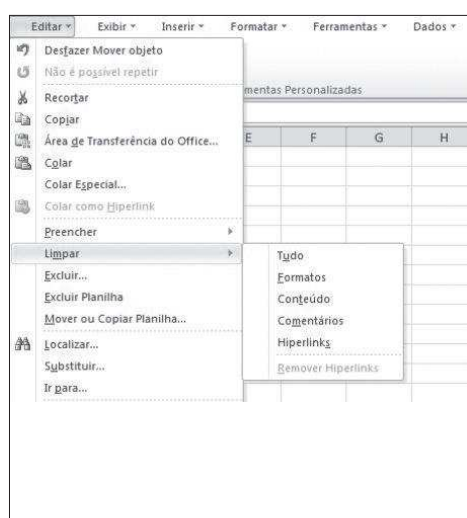 Editar Exibir Inserir Formatar Ferramentas Dados
Desfazer Mover objeto
Não é possível repetir
mentas Personalizadas
Recortar
Copiar
Área de Transferência do Office...
E F G H
Colar
Colar Especial...
Colar como Hiperlink
Preencher
Limpar
Tudo
Excluir...
Formatos
Excluir Planilha
Conteúdo
Mover ou Copiar Planilha...
Comentários
Localizar...
Hiperlinks
Substituir...
Remover Hiperlinks
Ir para...